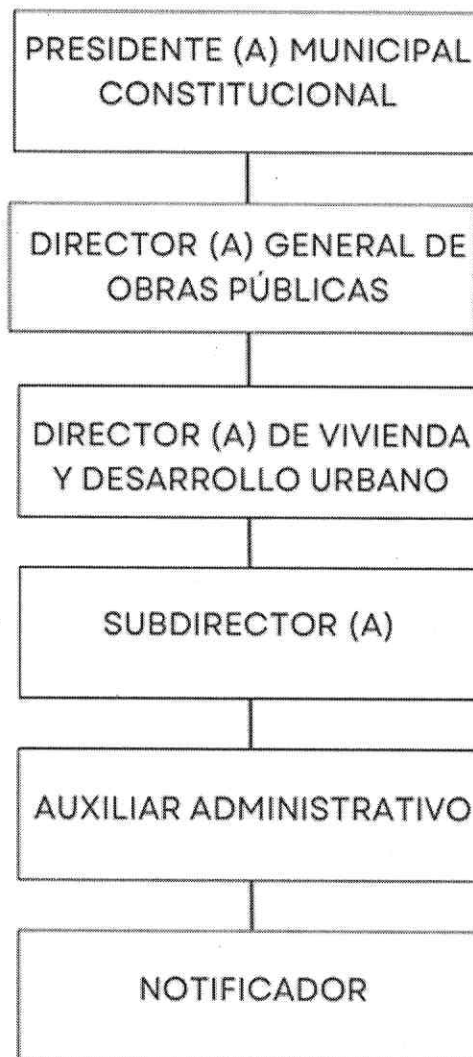 PRESIDENTE (A) MUNICIPAL
CONSTITUCIONAL
DIRECTOR (A) GENERAL DE
OBRAS PÚBLICAS
DIRECTOR (A) DE VIVIENDA
Y DESARROLLO URBANO
SUBDIRECTOR (A)
AUXILIAR ADMINISTRATIVO
NOTIFICADOR